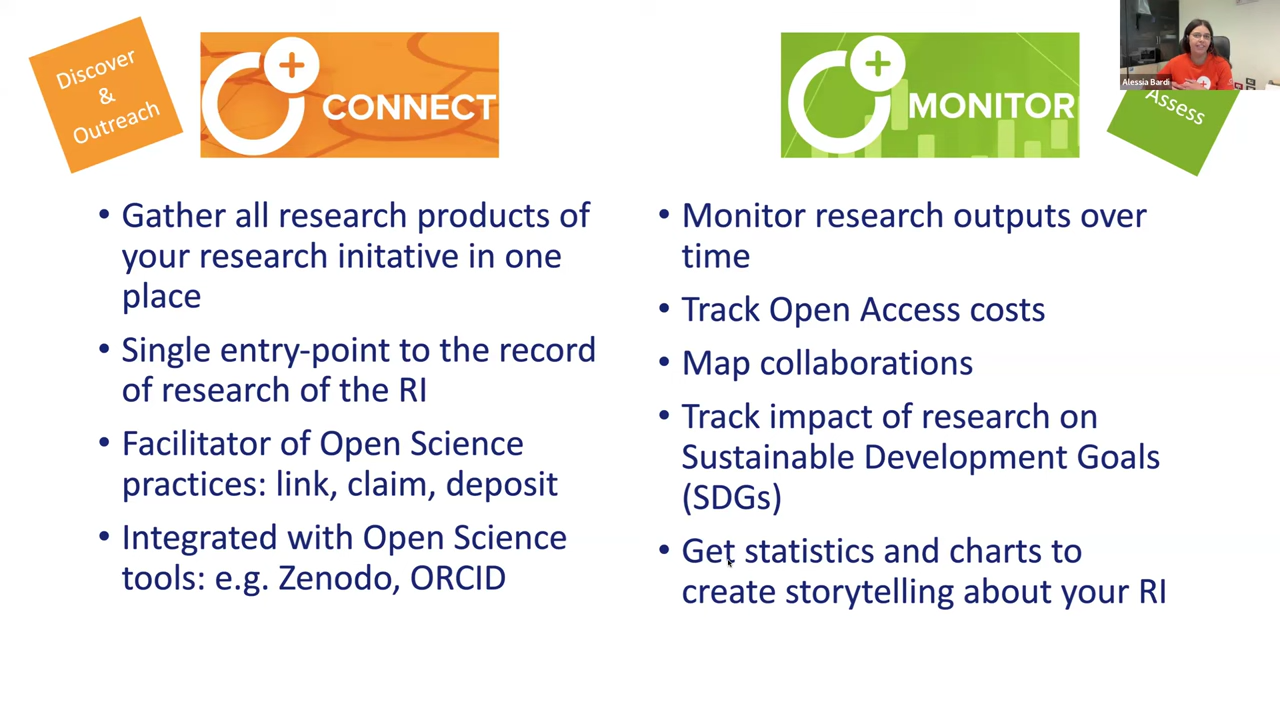 Discover
&
Outreach
CONNECT
MONITOR
Alessia Bardi
Assess
• Gather all research products of
your research initative in one
place
• Single entry-point to the record
of research of the RI
• Facilitator of Open Science
practices: link, claim, deposit
• Integrated with Open Science
tools: e.g. Zenodo, ORCID
• Monitor research outputs over
time
• Track Open Access costs
• Map collaborations
• Track impact of research on
Sustainable Development Goals
(SDGs)
• Get statistics and charts to
create storytelling about your RI